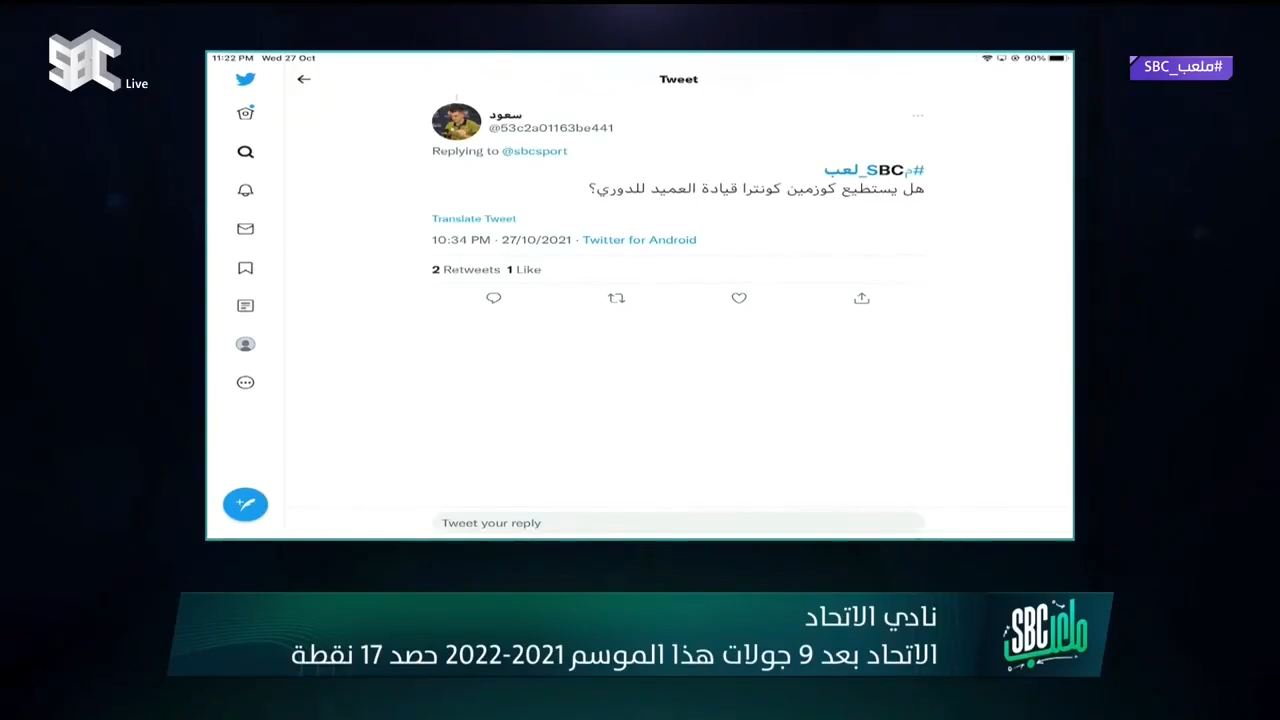 SBC
Live
#ملعب_SBC
11:22 PM Wed 27 Oct
90%
Tweet
سعود
@53c2a01163be441
Replying to @sbcsport
#مSBC_لعب
هل يستطيع كوزمين كونترا قيادة العميد للدوري؟
Translate Tweet
10:34 PM · 27/10/2021 · Twitter for Android
2 Retweets 1 Like
Tweet your reply
نادي الاتحاد
الاتحاد بعد 9 جولات هذا الموسم 2021-2022 حصد 17 نقطة
ملعب SBC